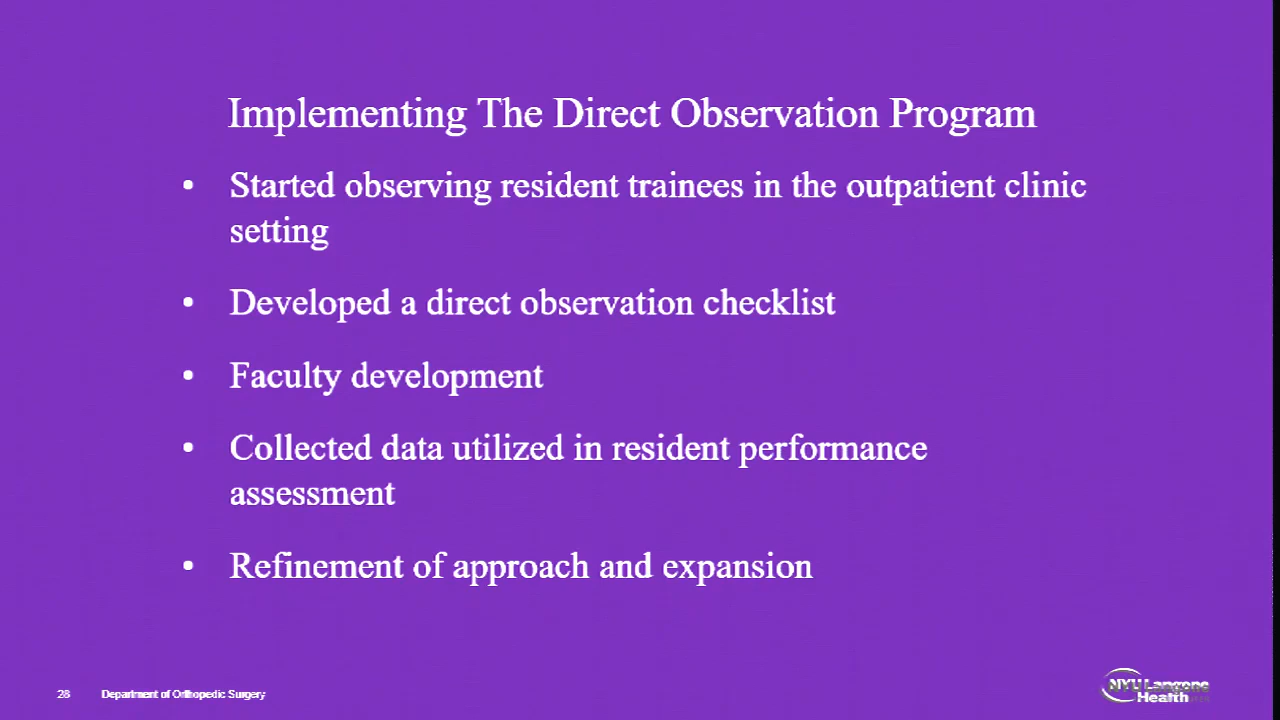 Implementing The Direct Observation Program
• Started observing resident trainees in the outpatient clinic
setting
• Developed a direct observation checklist
• Faculty development
• Collected data utilized in resident performance
assessment
• Refinement of approach and expansion
28 Department of Orthopedic Surgery
NYU Langone
Health